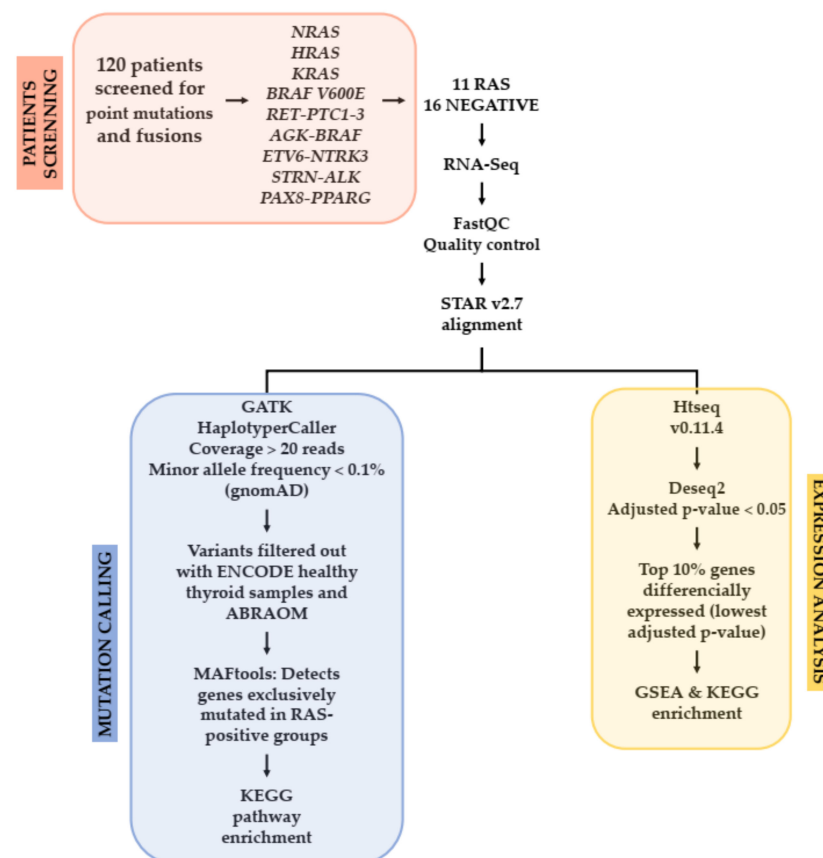 PATIENTS
SCRENNING
120 patients
screened for
point mutations
and fusions
NRAS
HRAS
KRAS
BRAF V600E
RET-PTC1-3
AGK-BRAF
ETV6-NTRK3
STRN-ALK
PAX8-PPARG
11 RAS
16 NEGATIVE
RNA-Seq
FastQC
Quality control
STAR v2.7
alignment
MUTATION CALLING
GATK
HaplotyperCaller
Coverage > 20 reads
Minor allele frequency < 0.1%
(gnomAD)
Variants filtered out
with ENCODE healthy
thyroid samples and
ABRAOM
MAFtools: Detects
genes exclusively
mutated in RAS-
positive groups
KEGG
pathway
enrichment
Htseq
v0.11.4
Deseq2
Adjusted p-value < 0.05
Top 10% genes
differencially
expressed (lowest
adjusted p-value)
GSEA & KEGG
enrichment
EXPRESSION ANALYSIS